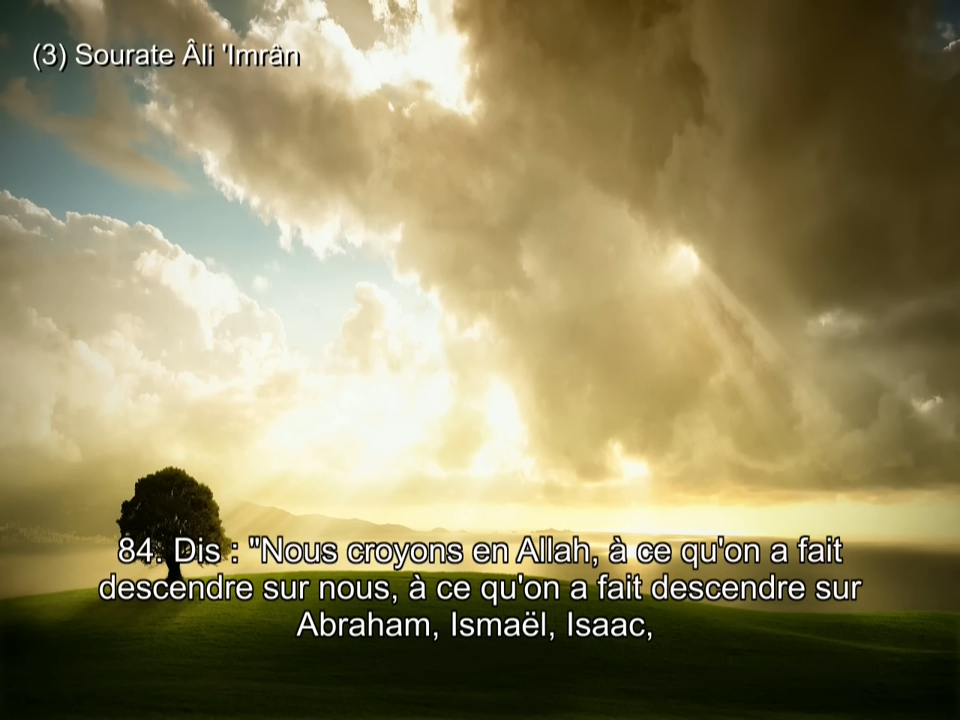 (3) Sourate Âli 'Imrân
84. Dis : "Nous croyons en Allah, à ce qu'on a fait
descendre sur nous, à ce qu'on a fait descendre sur
Abraham, Ismaël, Isaac,